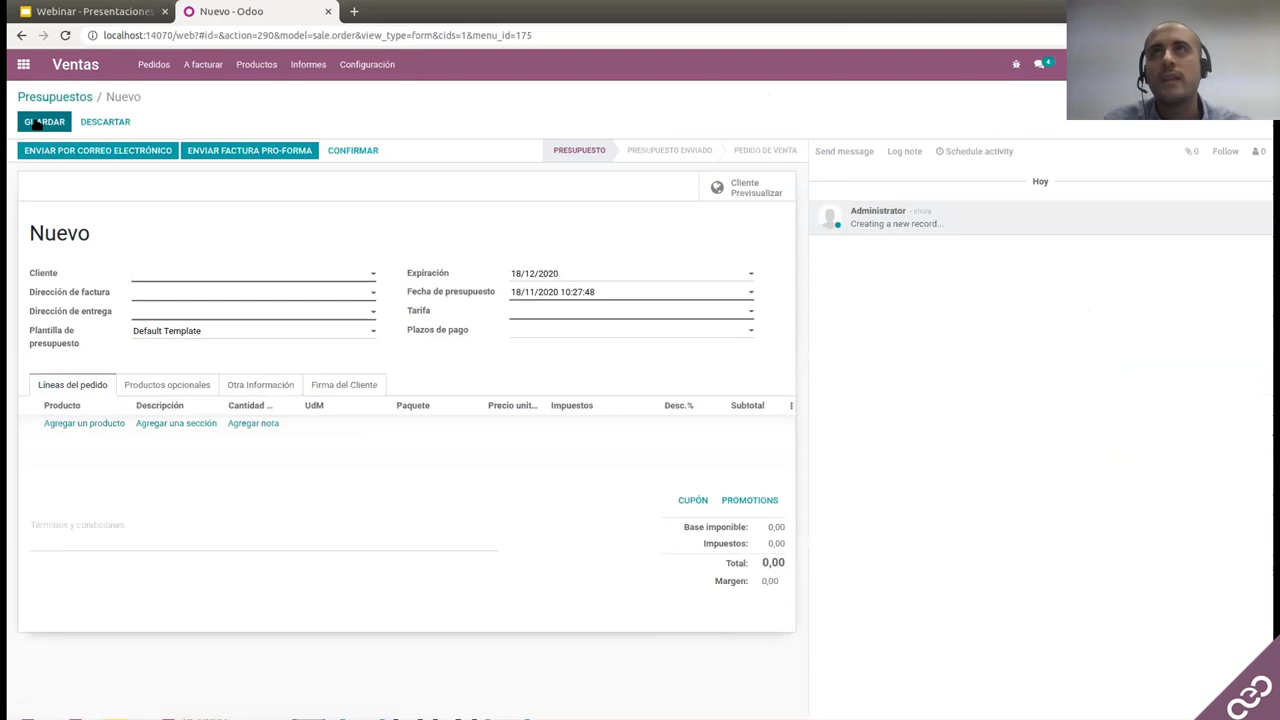 Webinar - Presentaciones
Nuevo - Odoo
localhost:14070/web?#id=&action=290&model=sale.order&view_type=form&cids=1&menu_id=175
Ventas Pedidos A facturar Productos Informes Configuración 4
Presupuestos / Nuevo
GUARDAR DESCARTAR
ENVIAR POR CORREO ELECTRÓNICO ENVIAR FACTURA PRO-FORMA CONFIRMAR PRESUPUESTO PRESUPUESTO ENVIADO PEDIDO DE VENTA
Send message Log note Schedule activity 0 Follow 0
Cliente
Previsualizar
Hoy
Administrator - ahora
Creating a new record...
Nuevo
Cliente
Dirección de factura
Dirección de entrega
Plantilla de
presupuesto
Default Template
Expiración 18/12/2020
Fecha de presupuesto 18/11/2020 10:27:48
Tarifa
Plazos de pago
Líneas del pedido Productos opcionales Otra Información Firma del Cliente
Producto Descripción Cantidad ... UdM Paquete Precio unit... Impuestos Desc.% Subtotal
Agregar un producto Agregar una sección Agregar nota
CUPÓN PROMOTIONS
Términos y condiciones.
Base imponible: 0,00
Impuestos: 0,00
Total: 0,00
Margen: 0,00